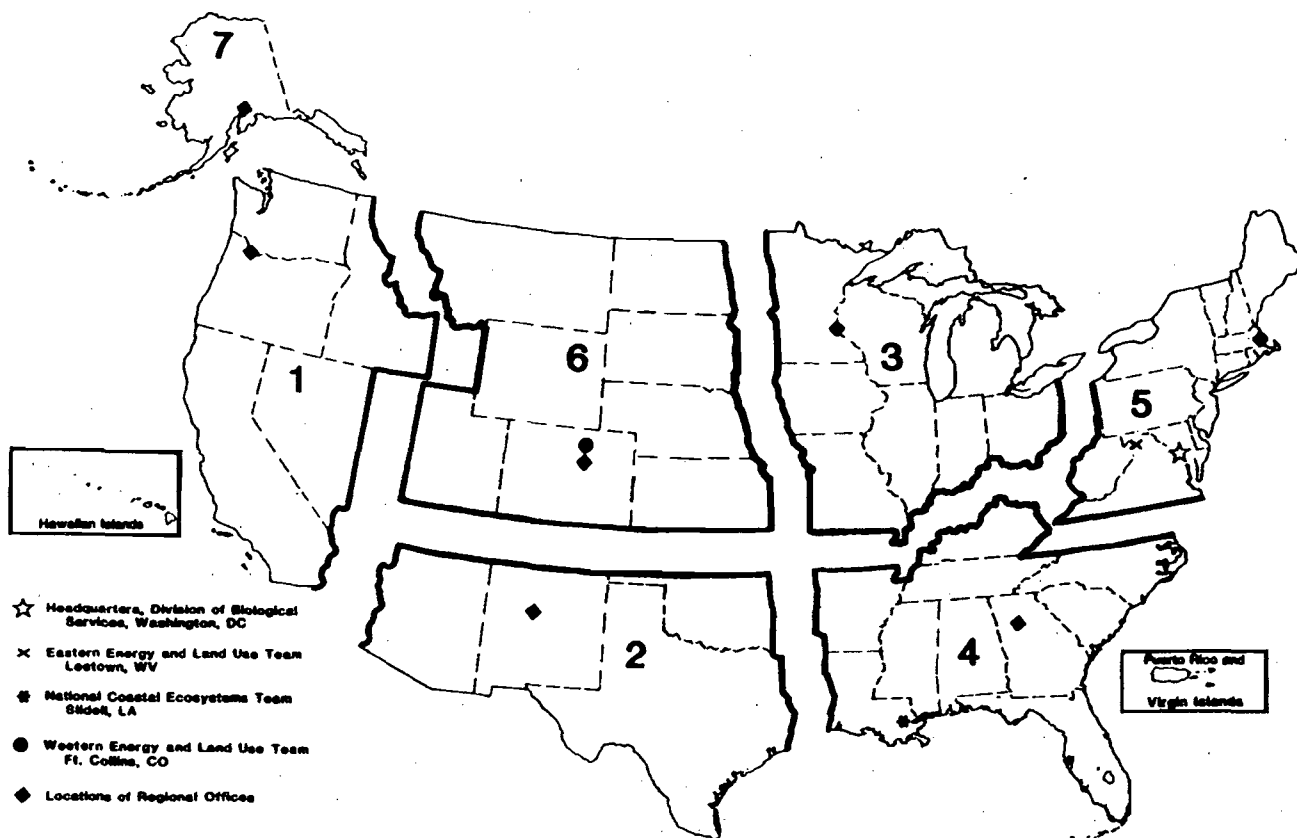 7
6
3
1
5
Hawaiian Islands
2
4
Puerto Rico and
Virgin Islands
Headquarters, Division of Biological
Services, Washington, DC
Eastern Energy and Land Use Team
Leetown, WV
National Coastal Ecosystems Team
Slidell, LA
Western Energy and Land Use Team
Ft. Collins, CO
Locations of Regional Offices